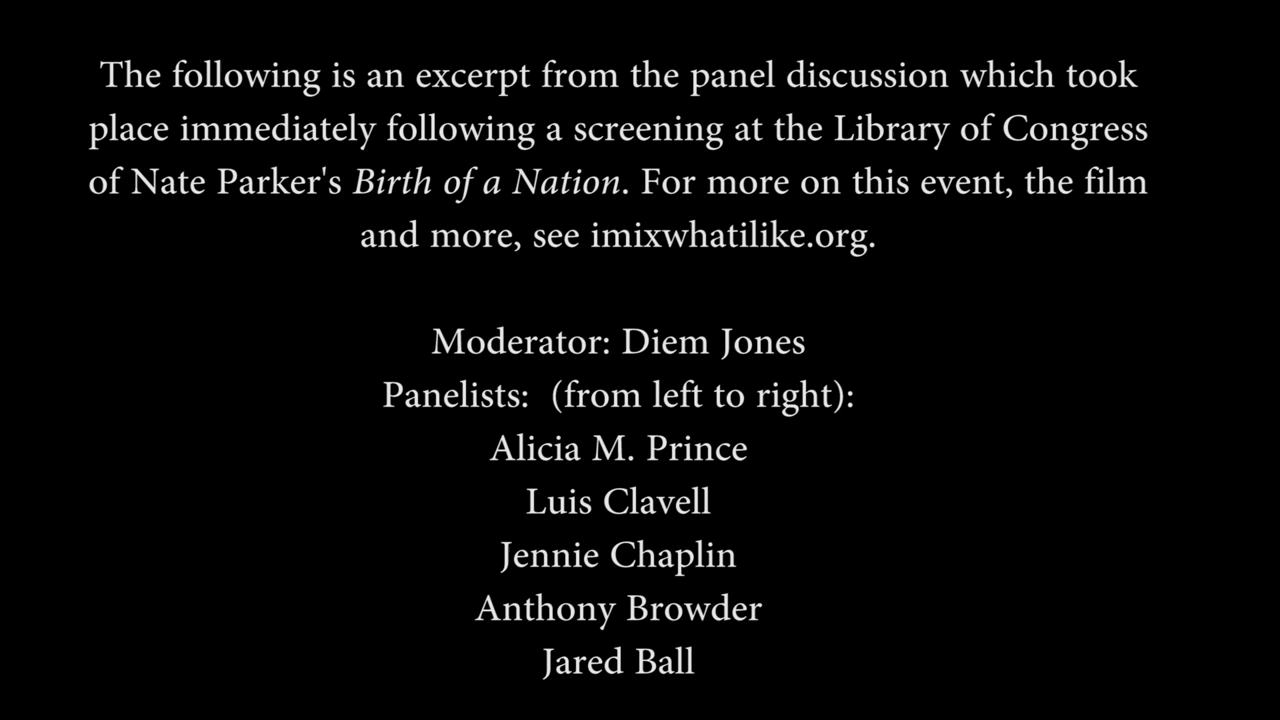 The following is an excerpt from the panel discussion which took
place immediately following a screening at the Library of Congress
of Nate Parker's Birth of a Nation. For more on this event, the film
and more, see imixwhatilike.org.
Moderator: Diem Jones
Panelists:  (from left to right):
Alicia M. Prince
Luis Clavell
Jennie Chaplin
Anthony Browder
Jared Ball